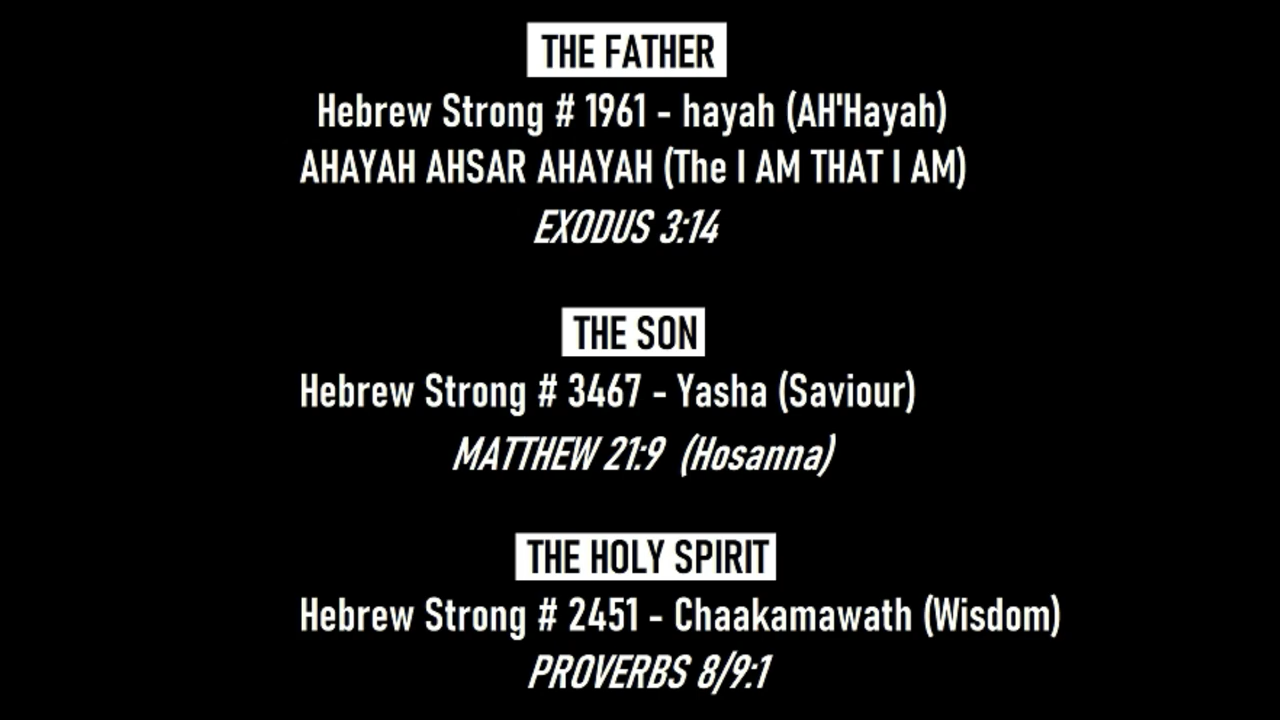 THE FATHER
Hebrew Strong # 1961 - hayah (AH'Hayah)
AHAYAH AHSAR AHAYAH (The I AM THAT I AM)
EXODUS 3:14
THE SON
Hebrew Strong # 3467 - Yasha (Saviour)
MATTHEW 21:9 (Hosanna)
THE HOLY SPIRIT
Hebrew Strong # 2451 - Chaakamawath (Wisdom)
PROVERBS 8/9:1